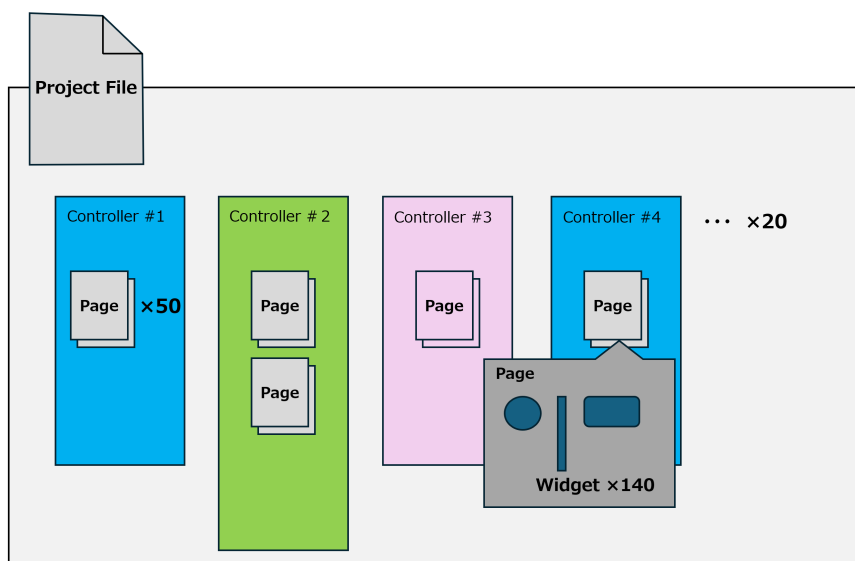 Project File
Controller #1
Controller # 2
Controller #3
Controller #4
··· ×20
Page
×50
Page
Page
Page
Page
Page
Widget ×140